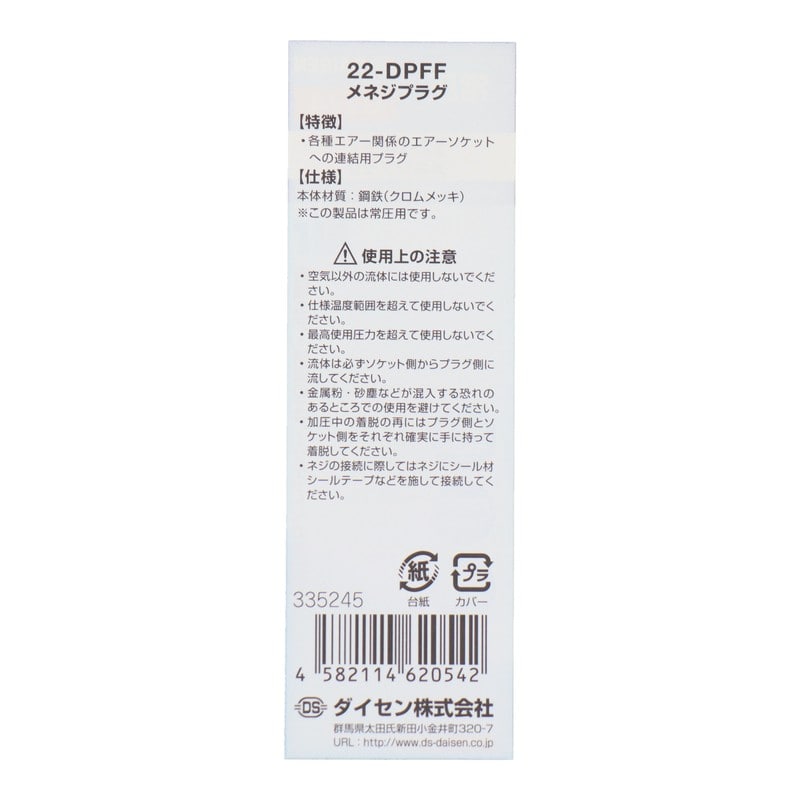 22-DPFF
メネジプラグ
【特徴】
・各種エアー関係のエアーソケット
への連結用プラグ
【仕様】
本体材質：鋼鉄（クロムメッキ）
※この製品は常圧用です。
使用上の注意
・空気以外の流体には使用しないでくだ
さい。
・仕様温度範囲を超えて使用しないでく
ださい。
・最高使用圧力を超えて使用しないでく
ださい。
・流体は必ずソケット側からプラグ側に
流してください。
・金属粉・砂塵などが混入する恐れの
あるところでの使用を避けてください。
・加圧中の着脱の再にはプラグ側とソ
ケット側をそれぞれ確実に手に持って
着脱してください。
・ネジの接続に際してはネジにシール材
シールテープなどを施して接続してく
ださい。
紙 プラ
335245 台紙 カバー
4 582114 620542
DS ダイセン株式会社
群馬県太田氏新田小金井町320-7
URL：http://www.ds-daisen.co.jp